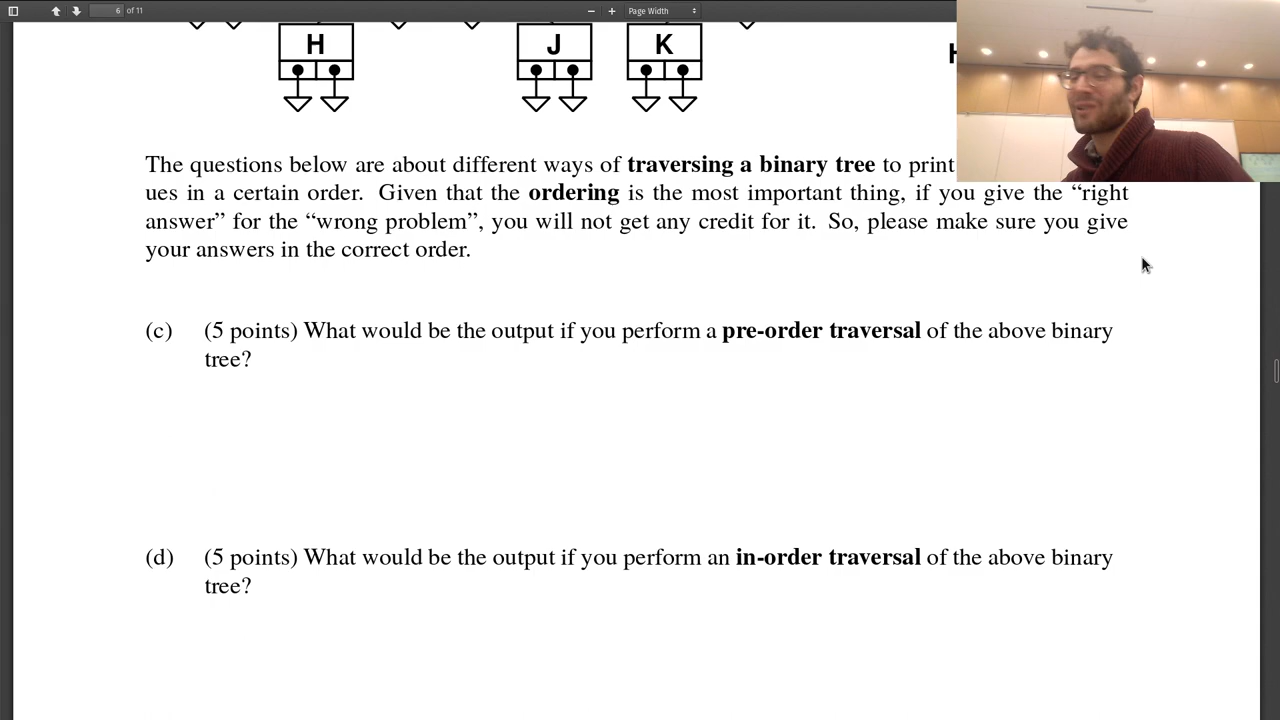 6 of 11
Page Width
H
J
K
The questions below are about different ways of traversing a binary tree to print
ues in a certain order. Given that the ordering is the most important thing, if you give the “right
answer” for the “wrong problem”, you will not get any credit for it. So, please make sure you give
your answers in the correct order.
(c) (5 points) What would be the output if you perform a pre-order traversal of the above binary
tree?
(d) (5 points) What would be the output if you perform an in-order traversal of the above binary
tree?